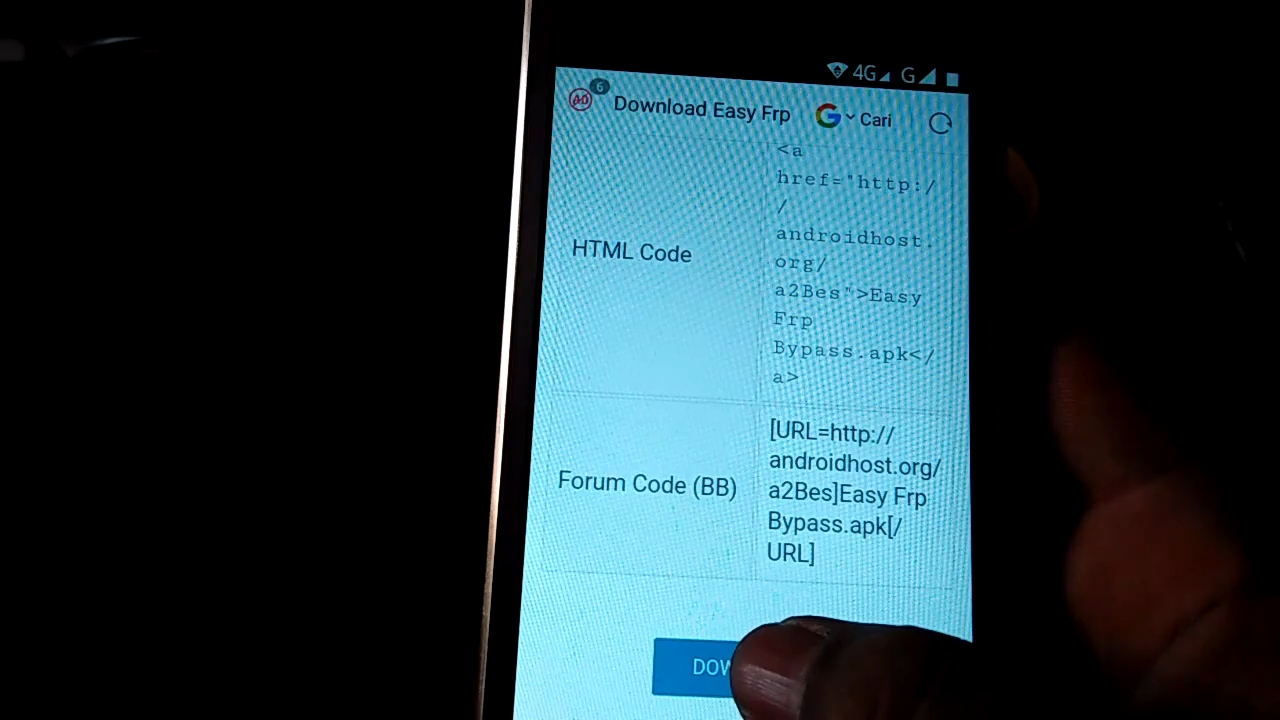 4G G
6
Download Easy Frp
G Cari
<a
href="http:/
/
androidhost.
org/
a2Bes">Easy
Frp
Bypass.apk</
a>
HTML Code
[URL=http://
androidhost.org/
a2Bes]Easy Frp
Bypass.apk[/
URL]
Forum Code (BB)
DOW